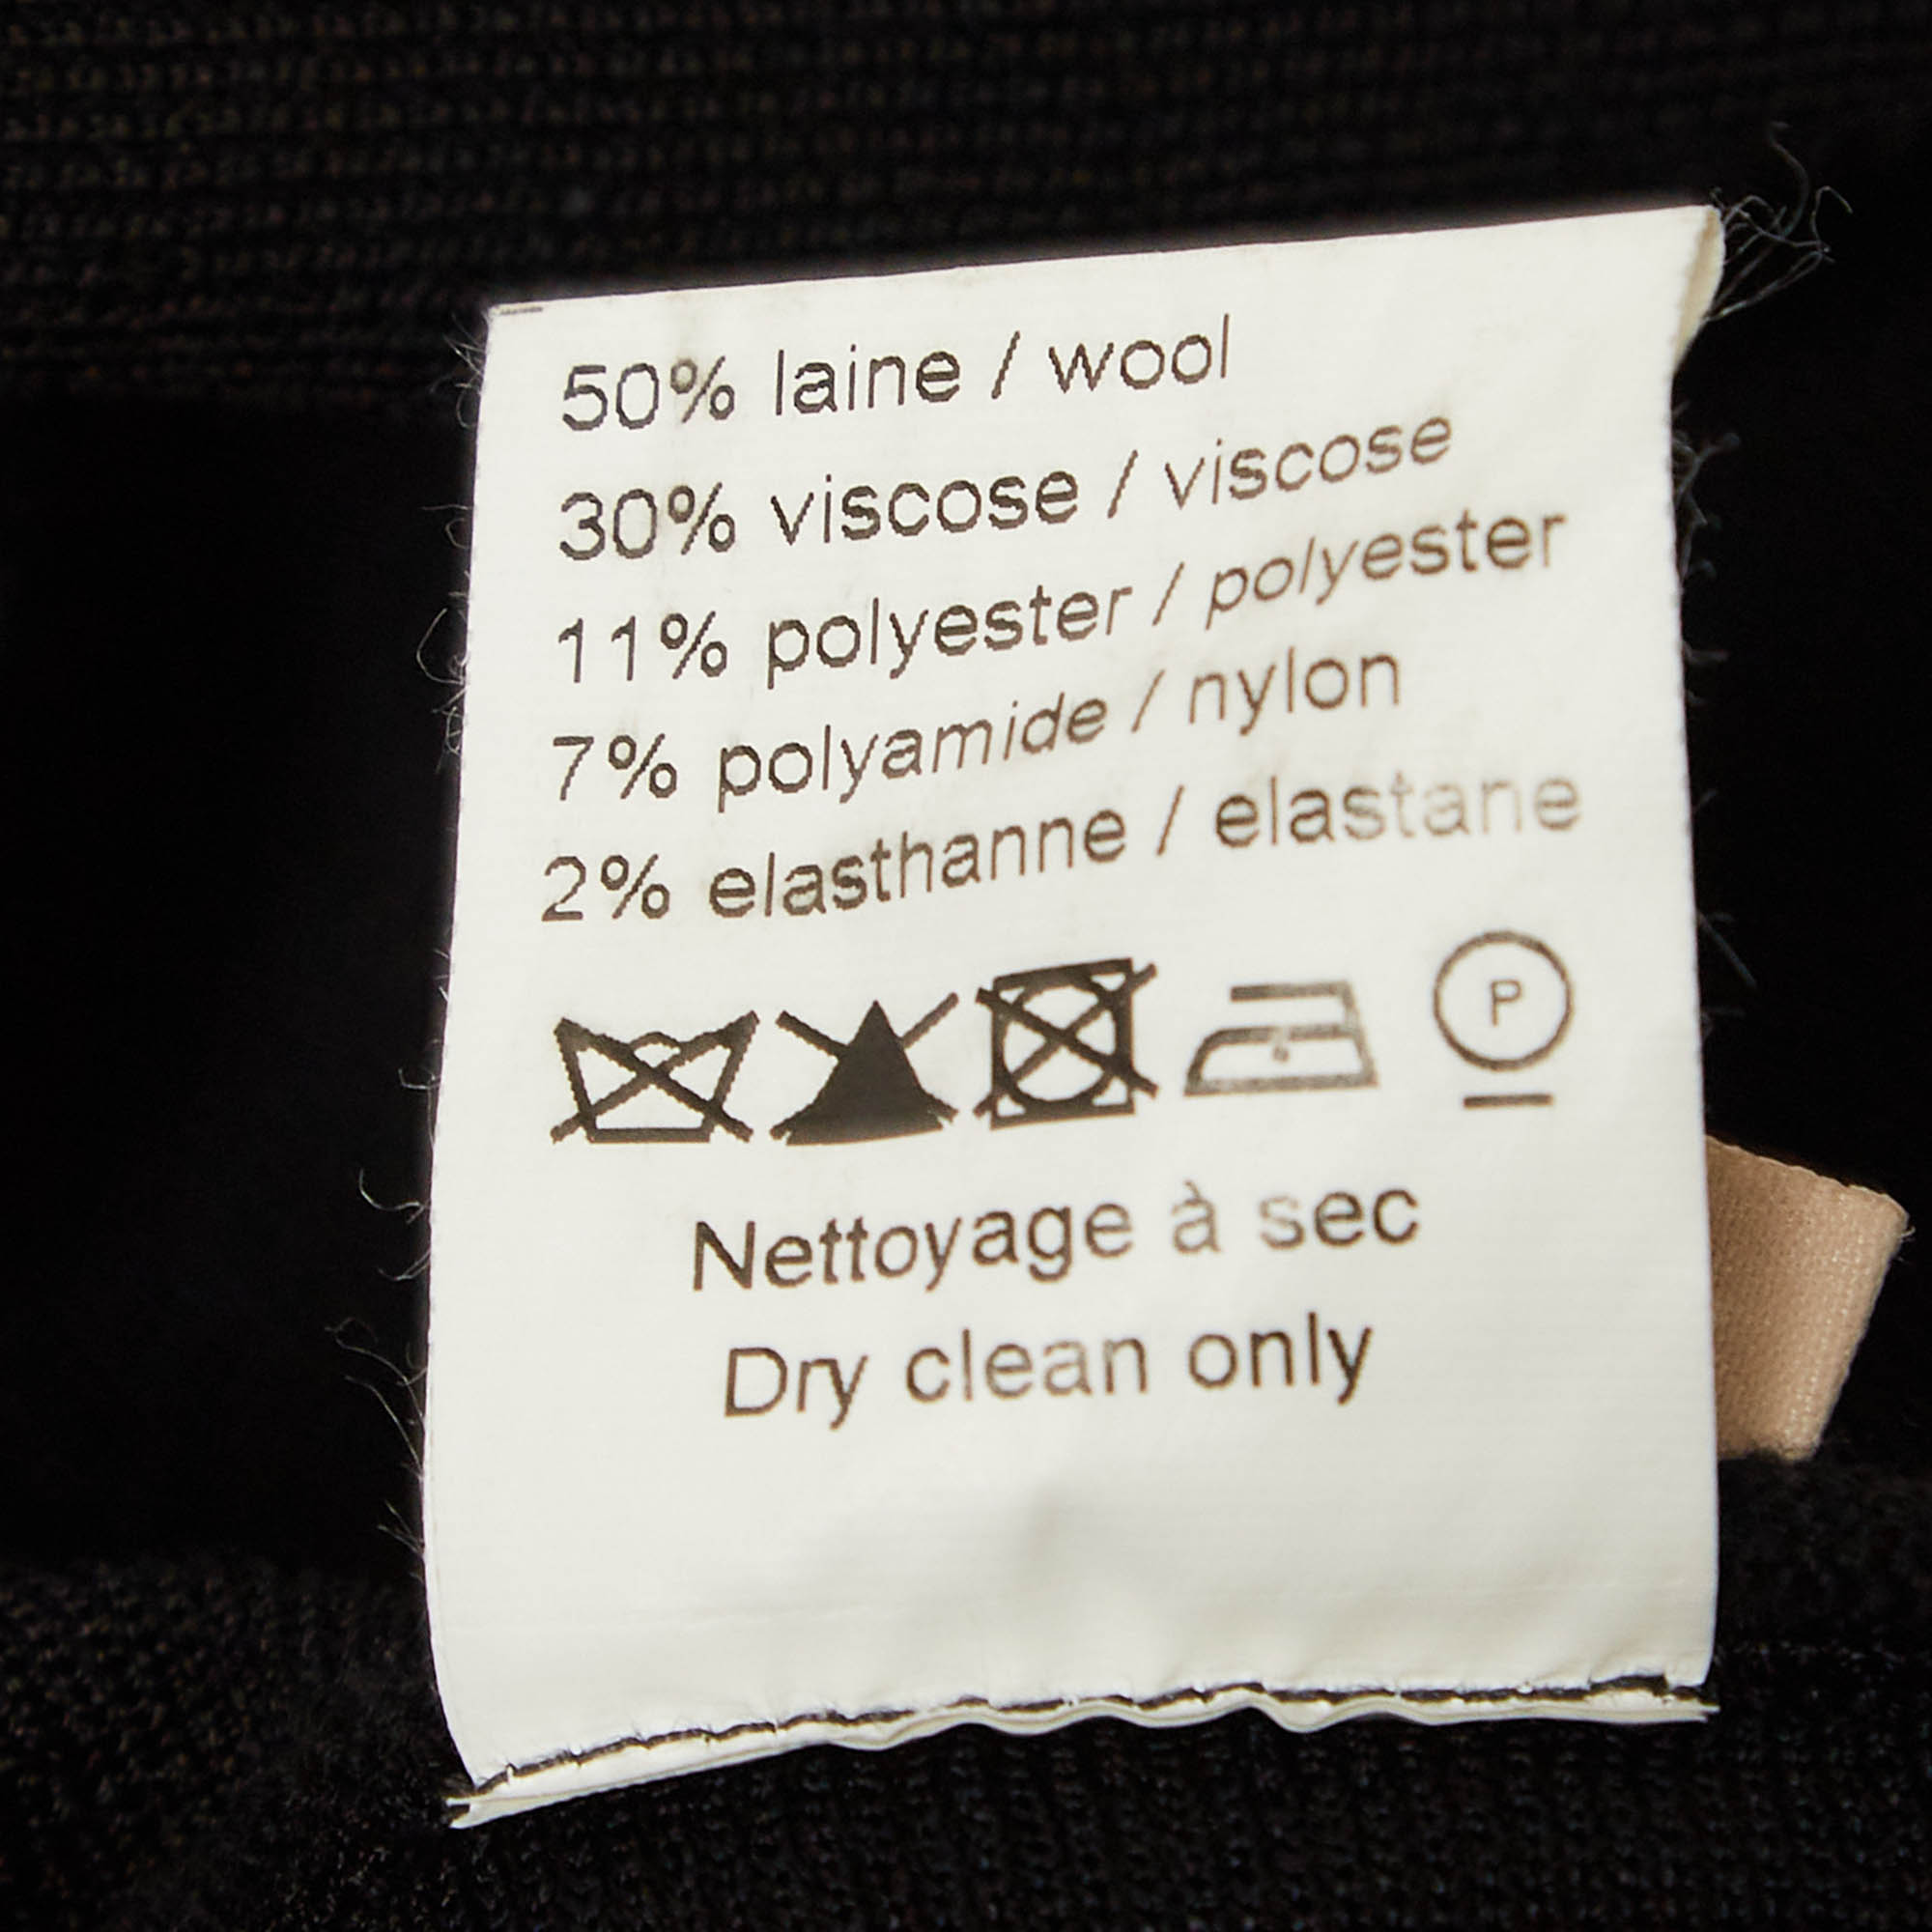 50% laine / wool
30% viscose / viscose
11% polyester / polyester
7% polyamide / nylon
2% elasthanne / elastane
P
Nettoyage à sec
Dry clean only